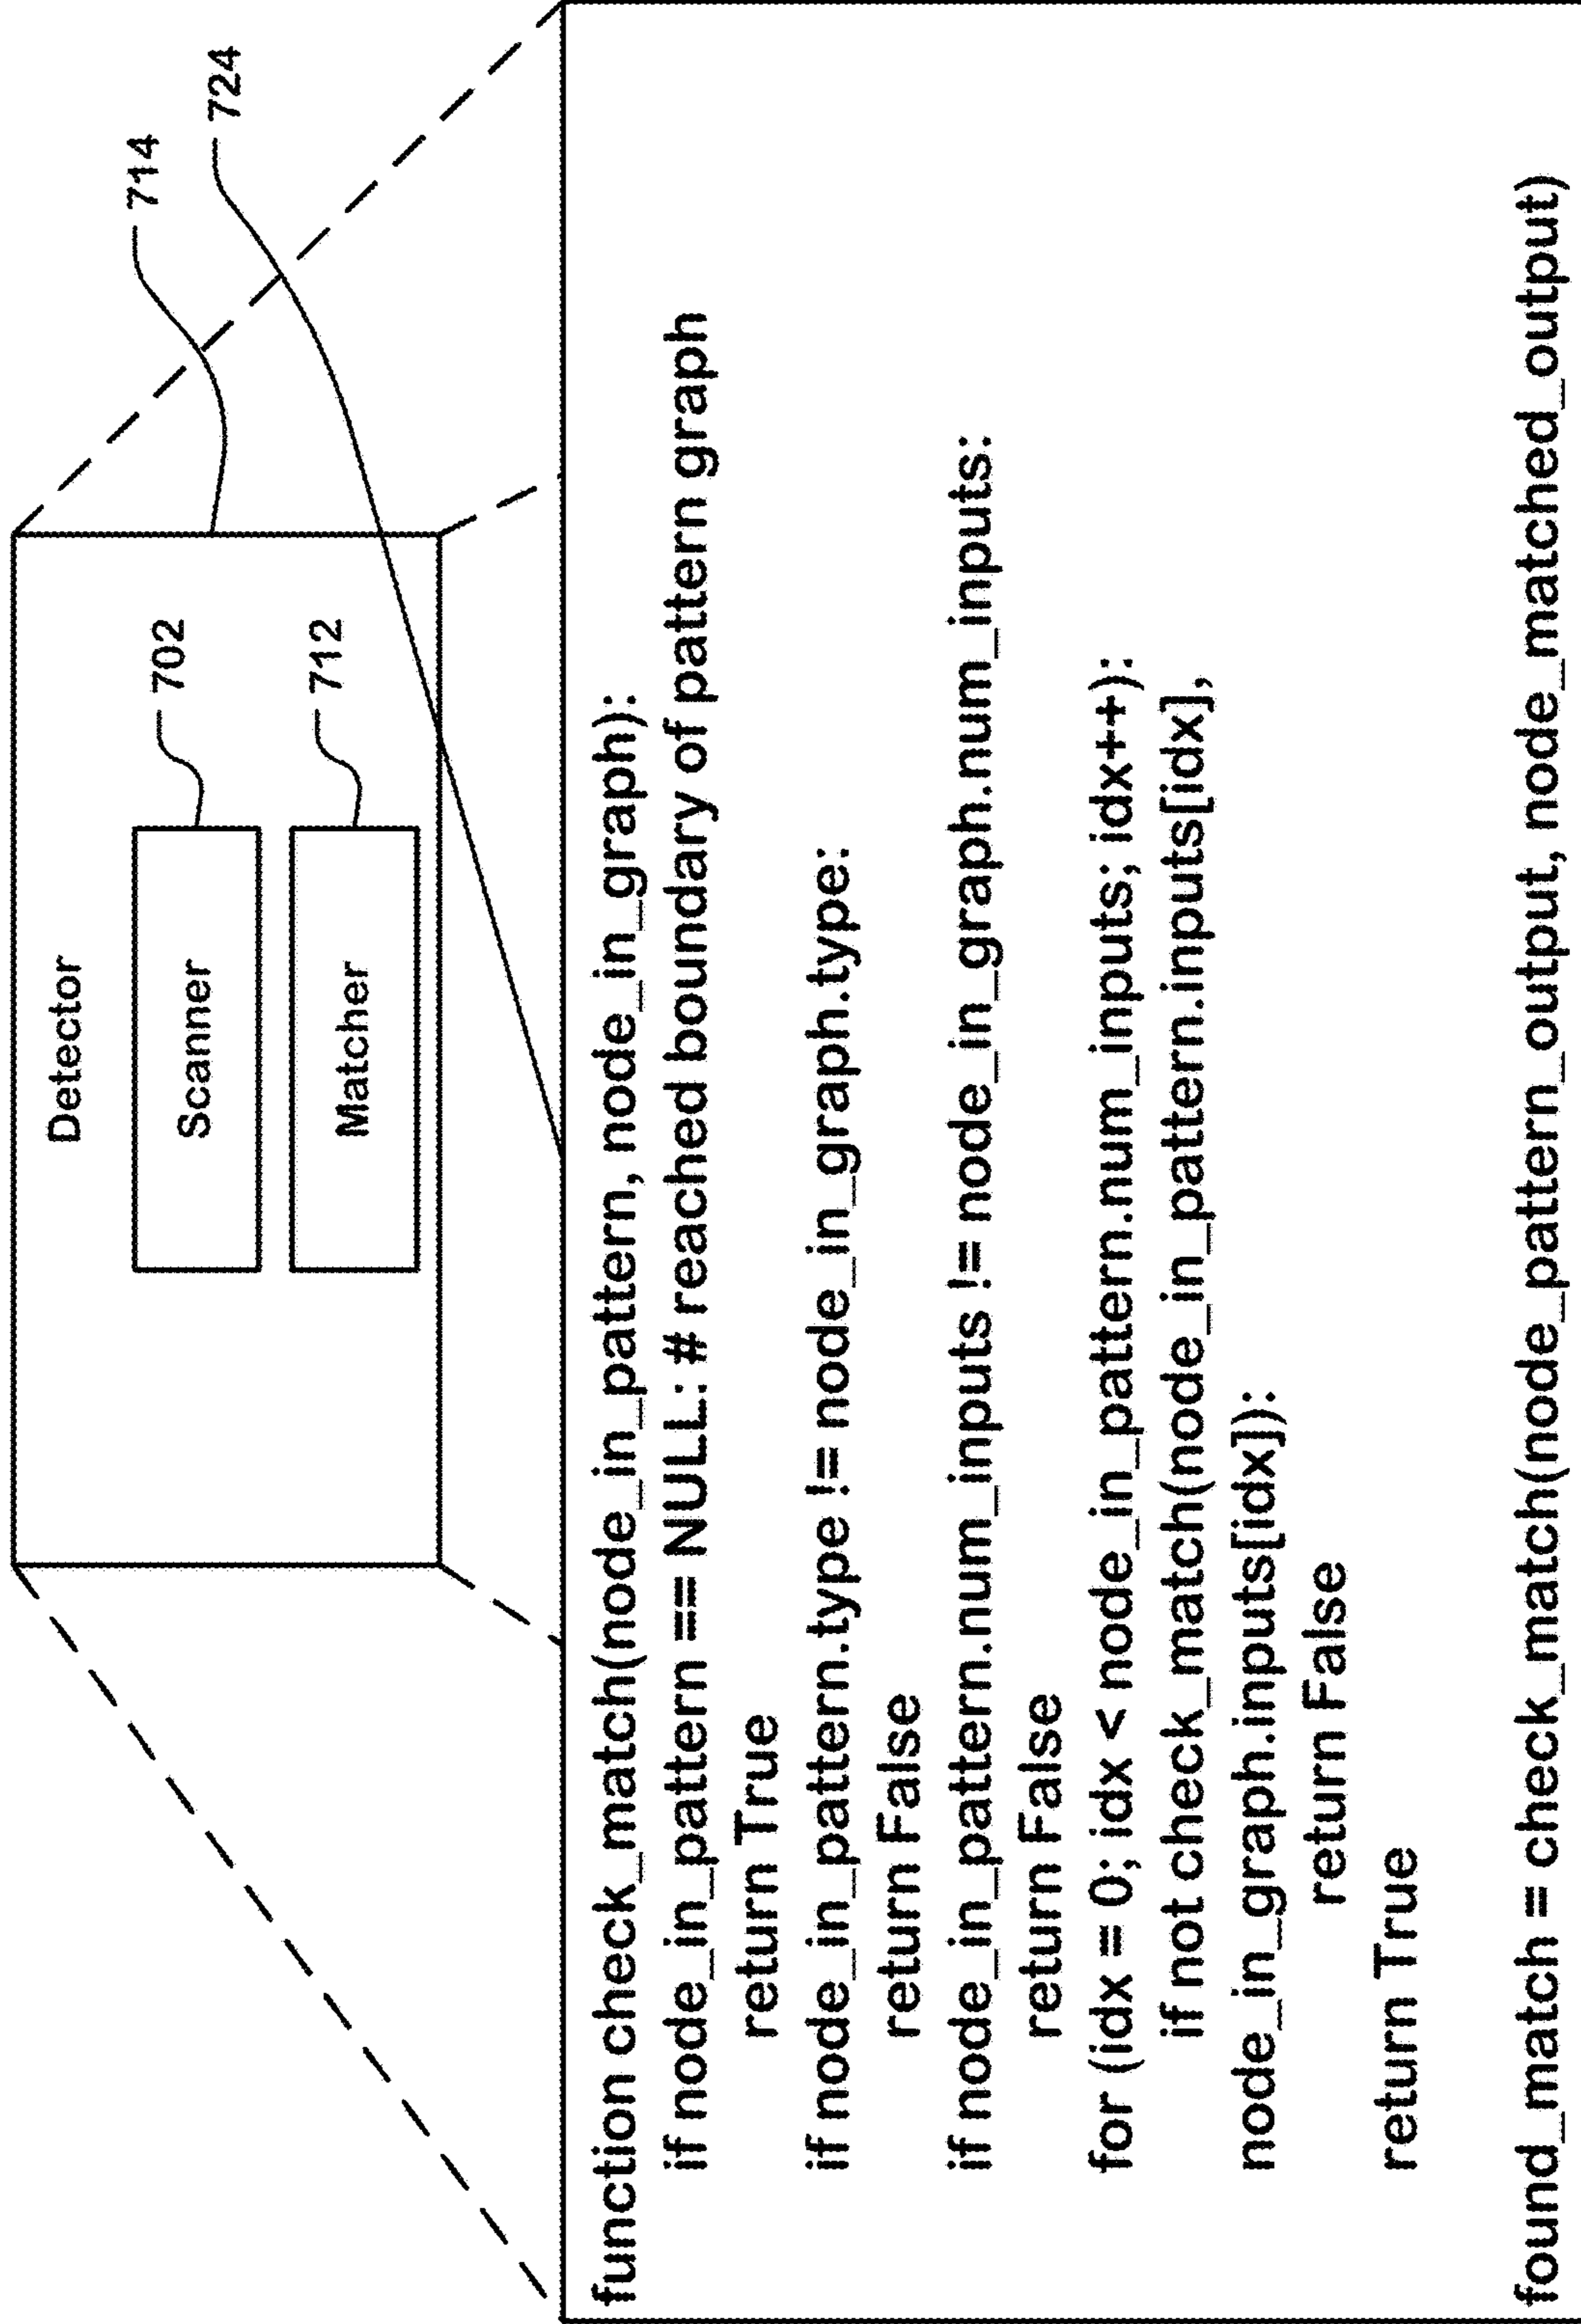 Detector
Scanner
702
Matcher
712
714
724
function check_match(node_in_pattern, node_in_graph):
if node_in_pattern == NULL: # reached boundary of pattern graph
return True
if node_in_pattern.type != node_in_graph.type:
return False
if node_in_pattern.num_inputs != node_in_graph.num_inputs:
return False
for (idx = 0; idx < node_in_pattern.num_inputs; idx++):
if not check_match(node_in_pattern.inputs[idx],
node_in_graph.inputs[idx]):
return False
return True
found_match = check_match(node_pattern_output, node_matched_output)